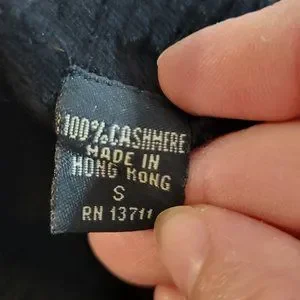 100% CASHMERE
MADE IN
HONG KONG
S
RN 13711